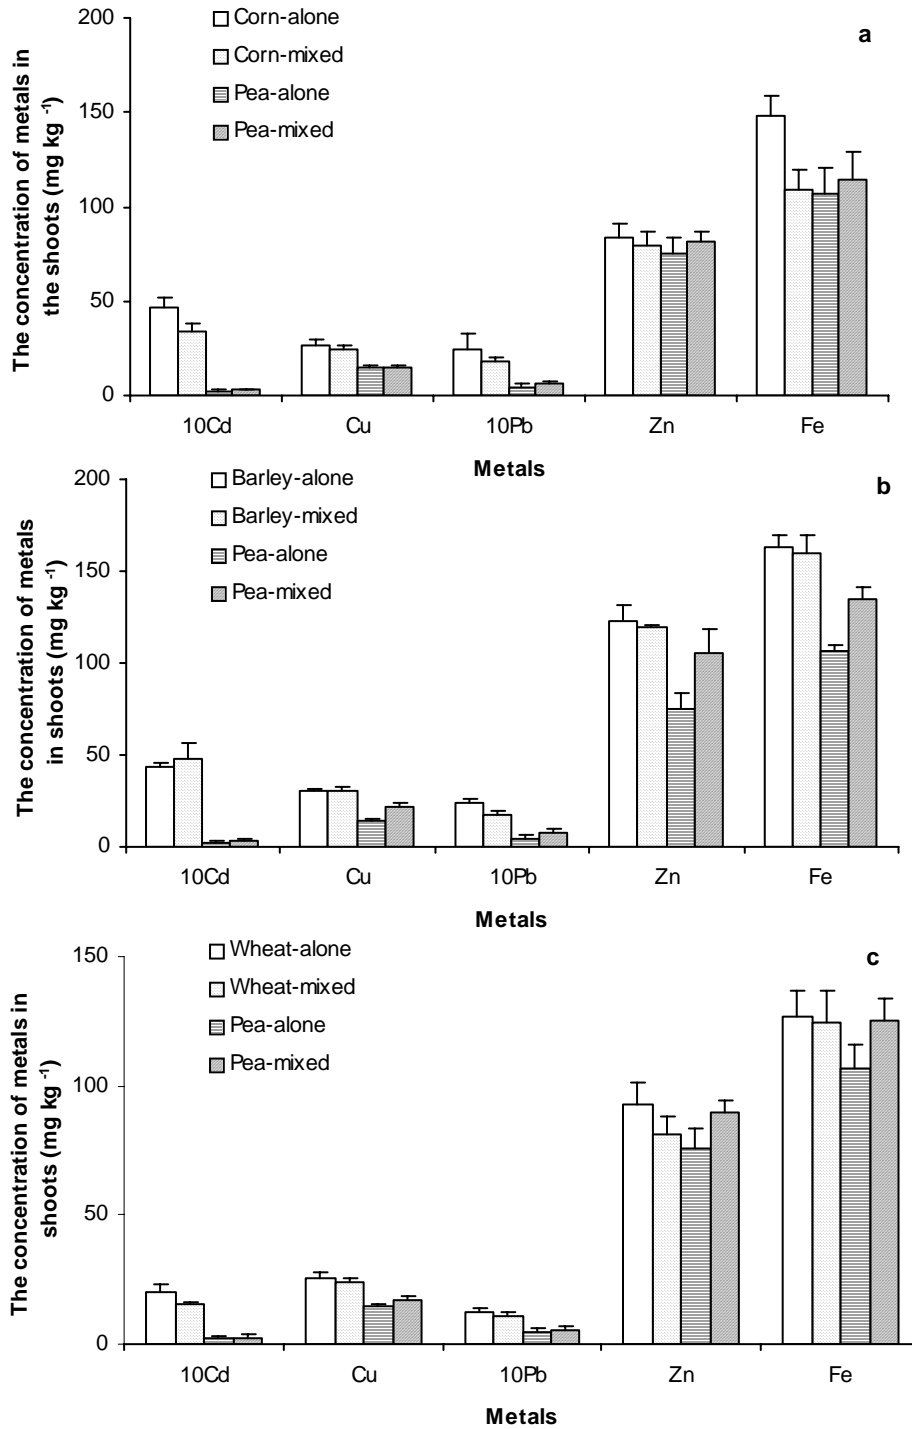 The concentration of metals in
the shoots (mg kg -1)
200
150
100
50
0
Corn-alone
Corn-mixed
Pea-alone
Pea-mixed
a
10Cd Cu 10Pb Zn Fe
Metals
The concentration of metals
in shoots (mg kg -1)
200
150
100
50
0
Barley-alone
Barley-mixed
Pea-alone
Pea-mixed
b
10Cd Cu 10Pb Zn Fe
Metals
The concentration of metals in
shoots (mg kg -1)
150
100
50
0
Wheat-alone
Wheat-mixed
Pea-alone
Pea-mixed
c
10Cd Cu 10Pb Zn Fe
Metals